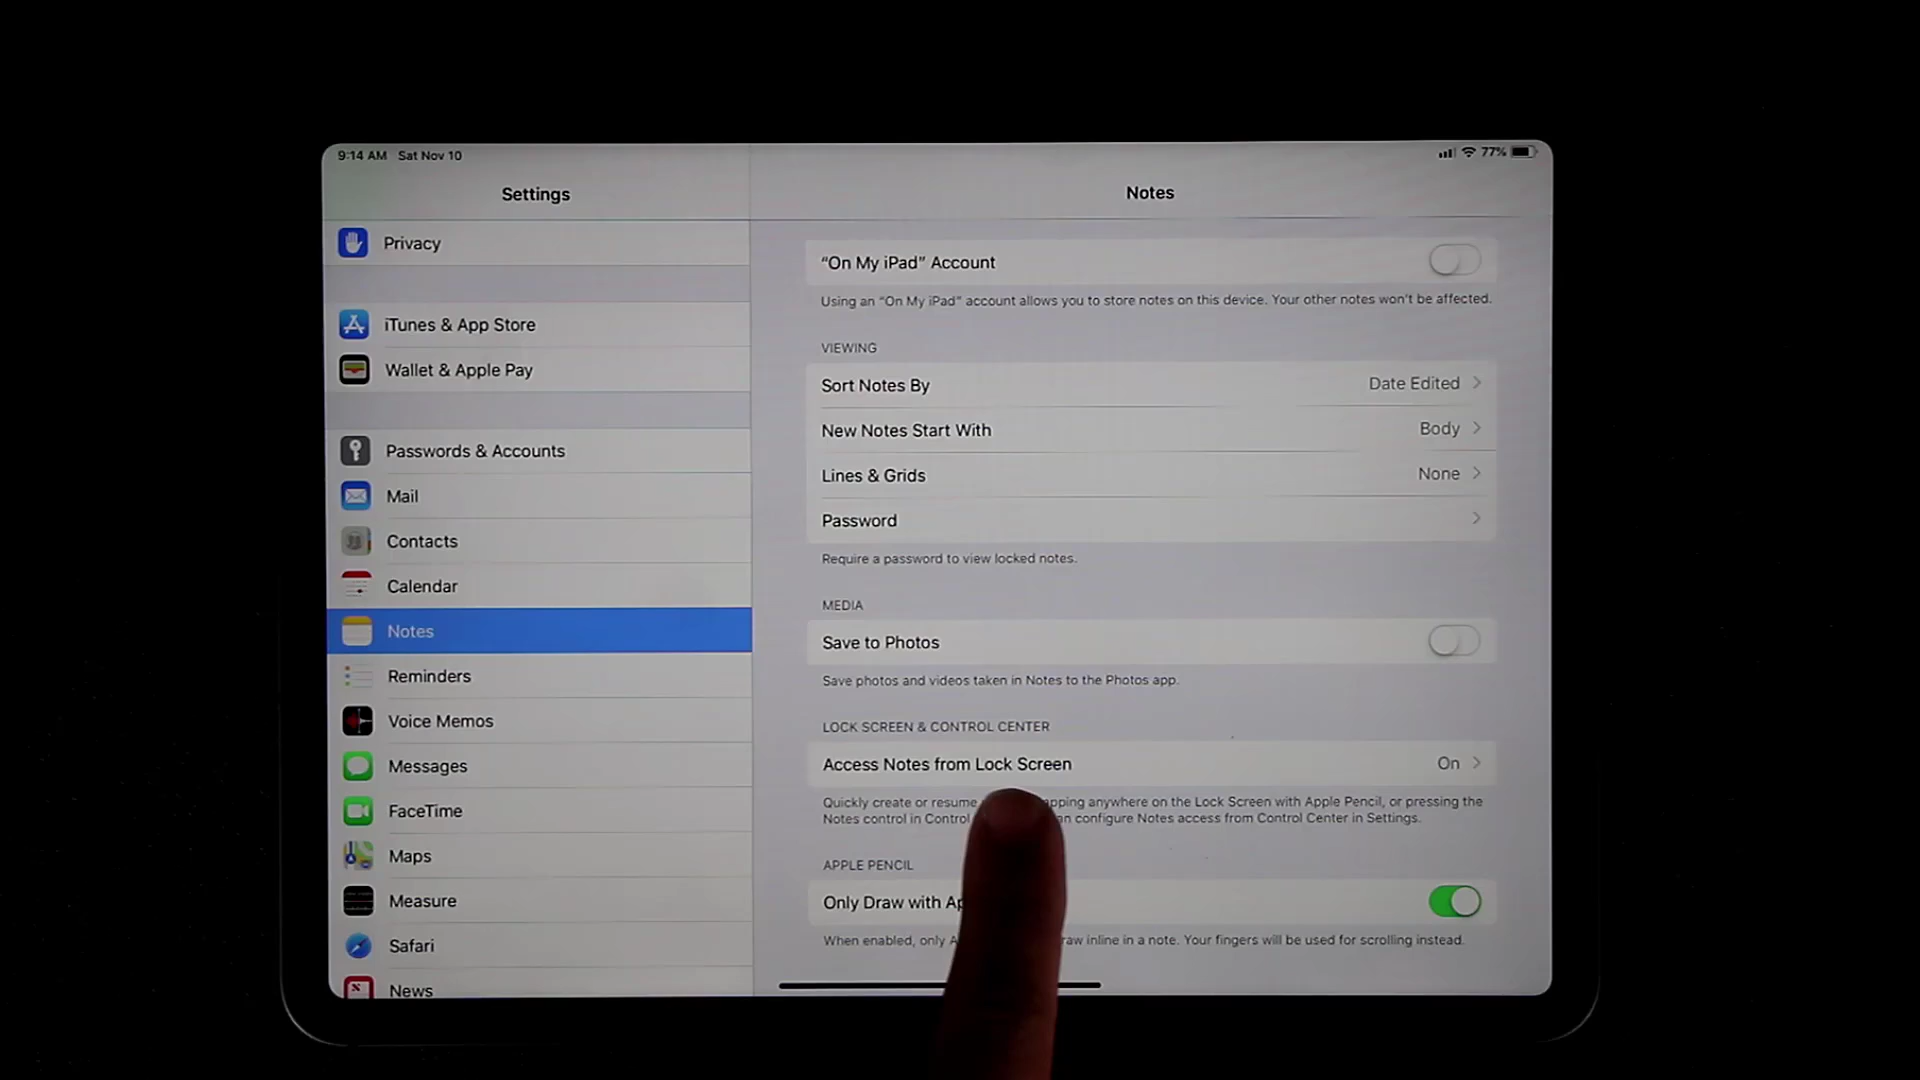 9:14 AM Sat Nov 10
77%
Settings
Privacy
iTunes & App Store
Wallet & Apple Pay
Passwords & Accounts
Mail
Contacts
Calendar
Notes
Reminders
Voice Memos
Messages
FaceTime
Maps
Measure
Safari
News
Notes
“On My iPad” Account
Using an “On My iPad” account allows you to store notes on this device. Your other notes won't be affected.
VIEWING
Sort Notes By Date Edited
New Notes Start With Body
Lines & Grids None
Password
Require a password to view locked notes.
MEDIA
Save to Photos
Save photos and videos taken in Notes to the Photos app.
LOCK SCREEN & CONTROL CENTER
Access Notes from Lock Screen On
Quickly create or resume apping anywhere on the Lock Screen with Apple Pencil, or pressing the
Notes control in Control an configure Notes access from Control Center in Settings.
APPLE PENCIL
Only Draw with Ap
When enabled, only A raw inline in a note. Your fingers will be used for scrolling instead.